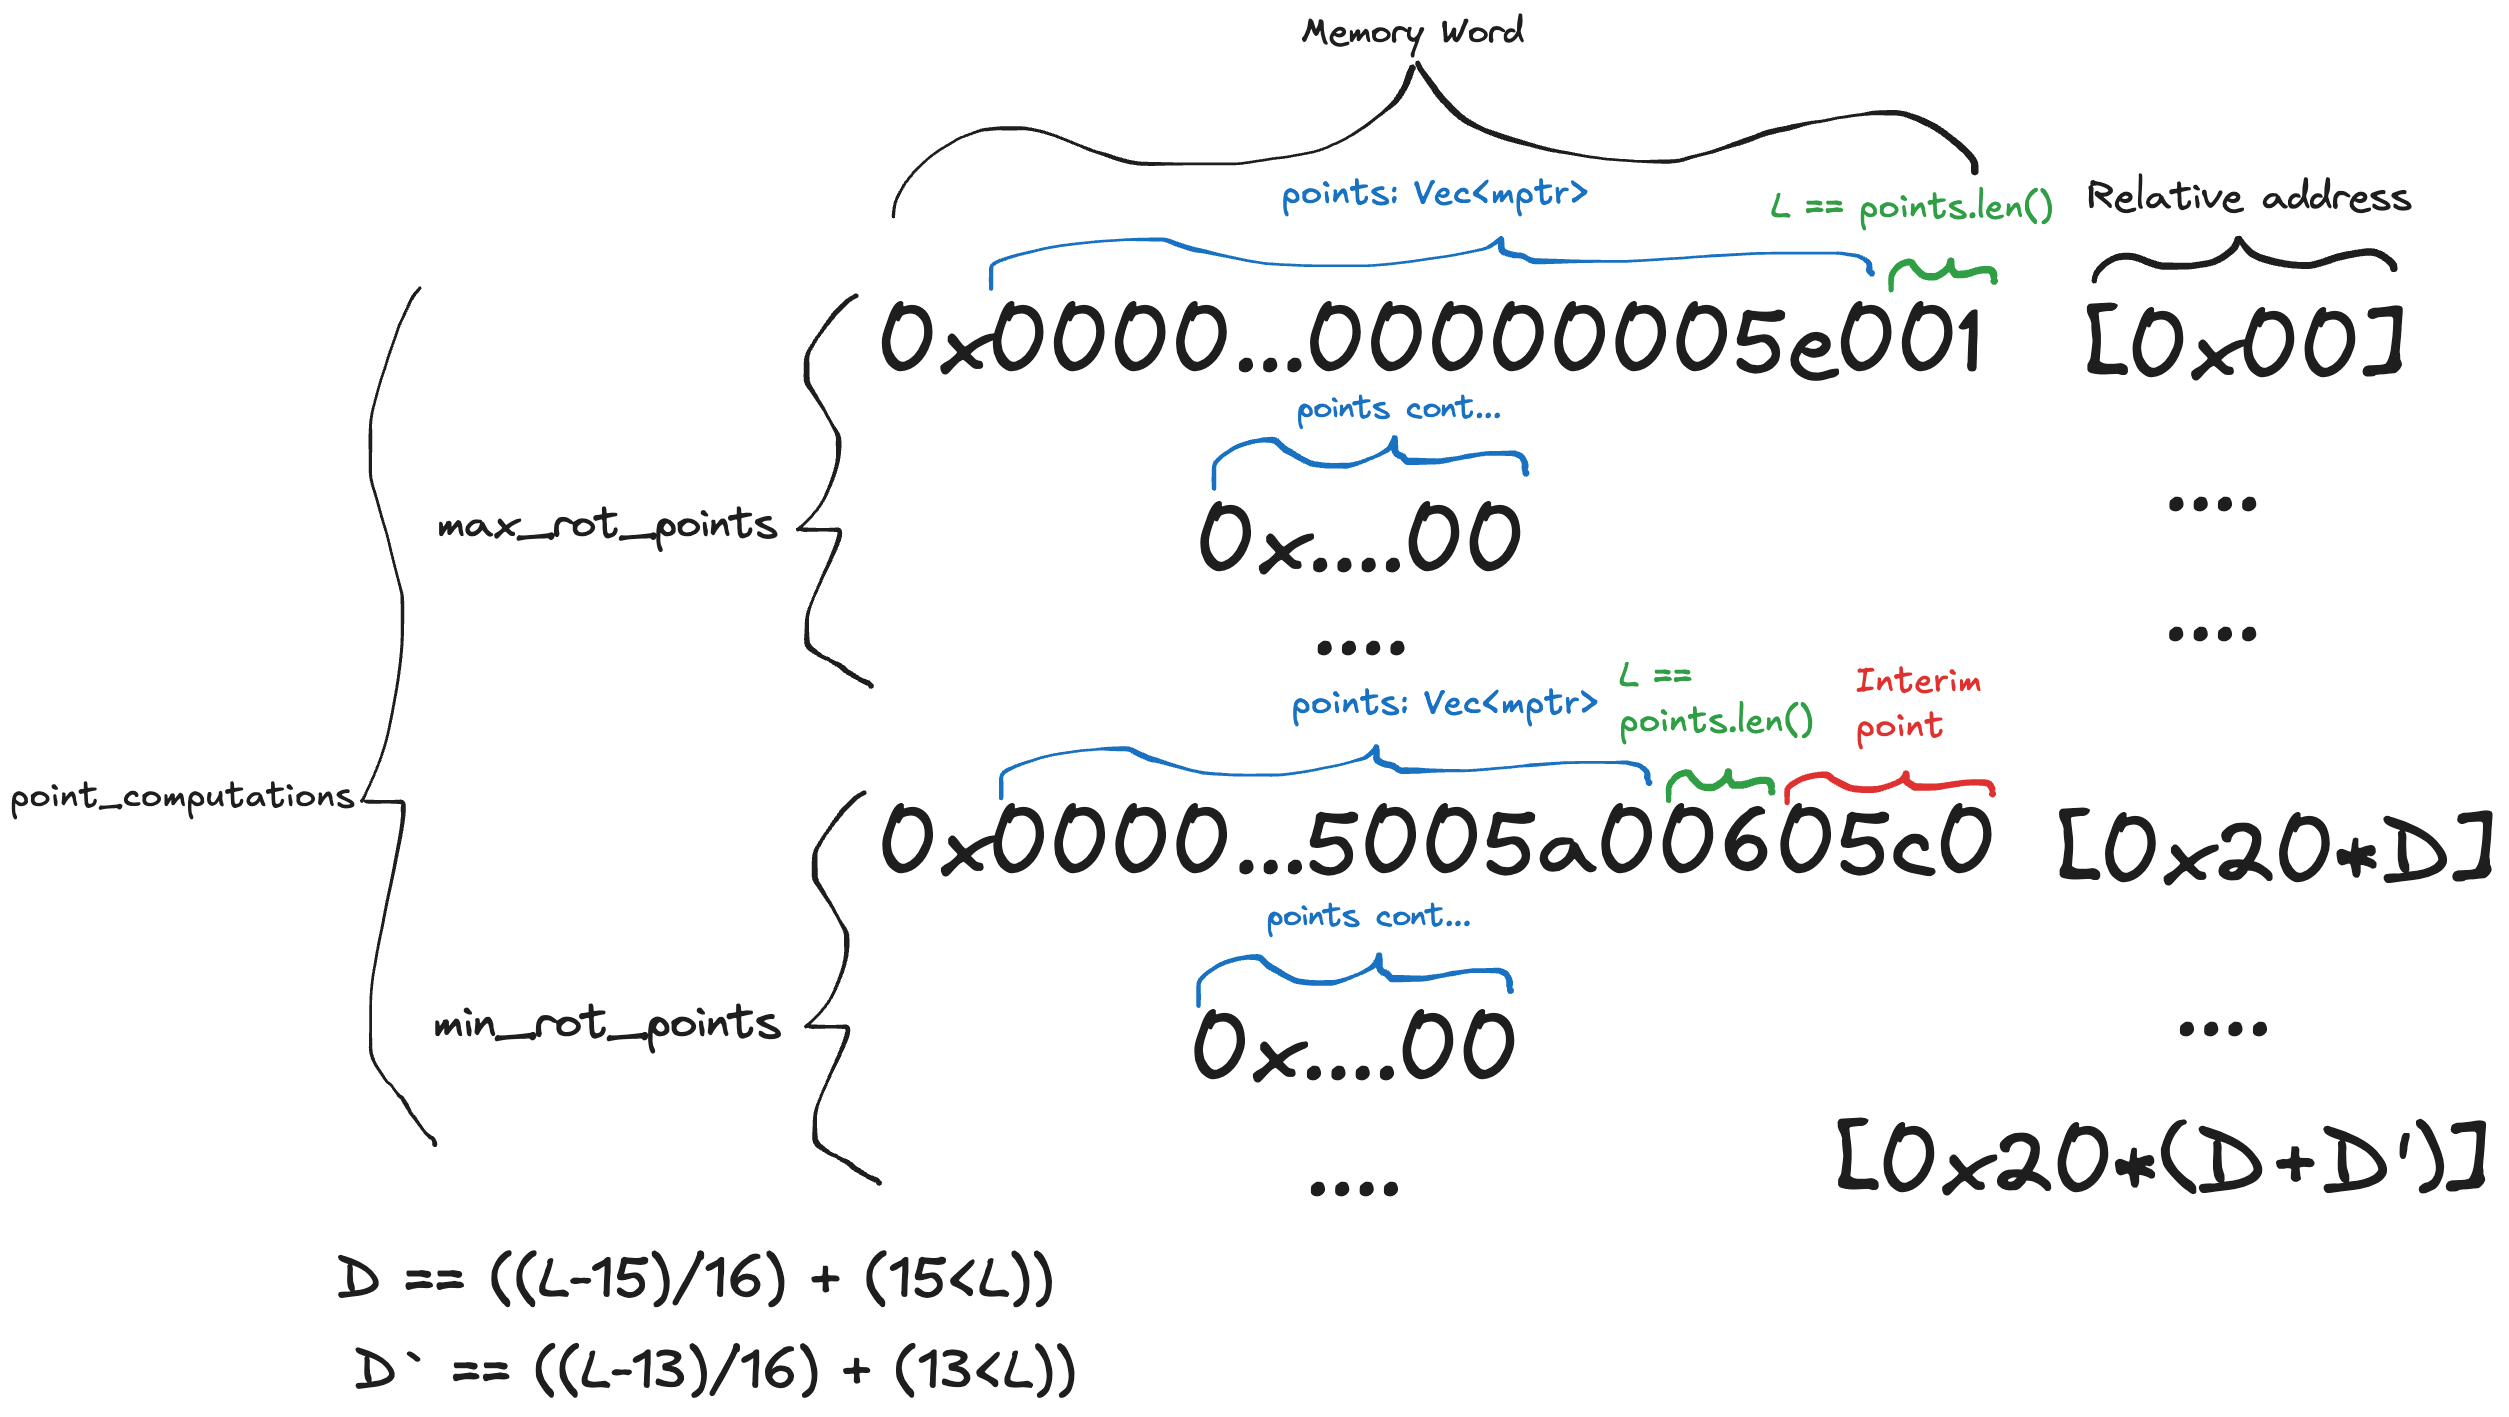 Memory Word
points: Vec<mptr>
L == points.len()
Relative address
0x0000...00000005e001 [0x00]
points cont...
max_rot_points
0x....00 ....
.... ....
points: Vec<mptr>
L ==
points.len()
Interim
point
point_computations
0x0000...5005a00605c0 [0x20*D]
points cont...
min_rot_points
0x....00 ....
.... [0x20*(D+D')]
D == ((L-15)/16) + (15<L))
D` == ((L-13)/16) + (13<L))